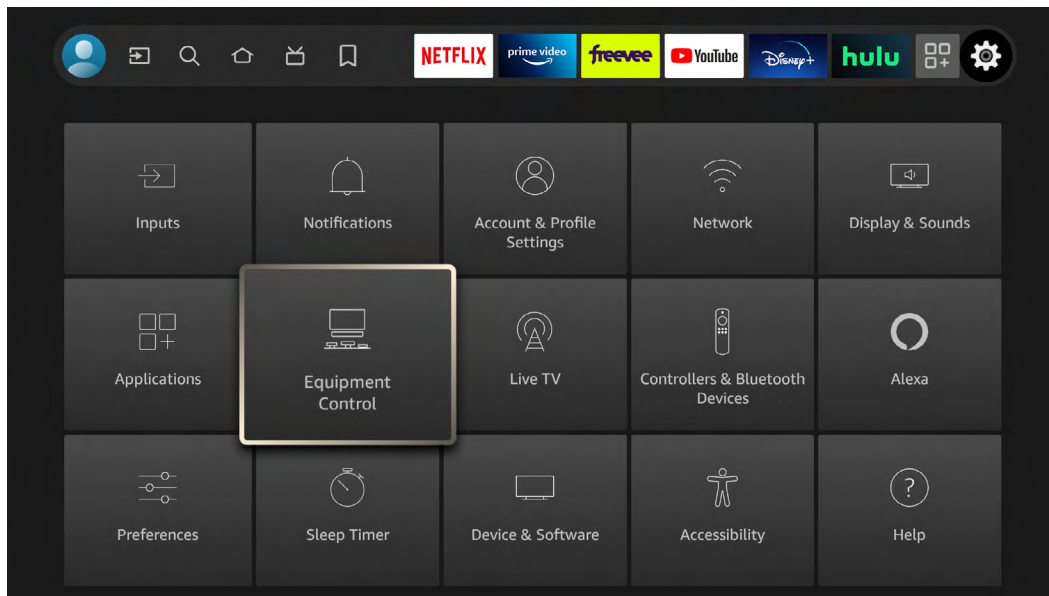 NETFLIX prime video freevee YouTube Disney+ hulu
Inputs
Notifications
Account & Profile
Settings
Network
Display & Sounds
Applications
Equipment
Control
Live TV
Controllers & Bluetooth
Devices
Alexa
Preferences
Sleep Timer
Device & Software
Accessibility
?
Help